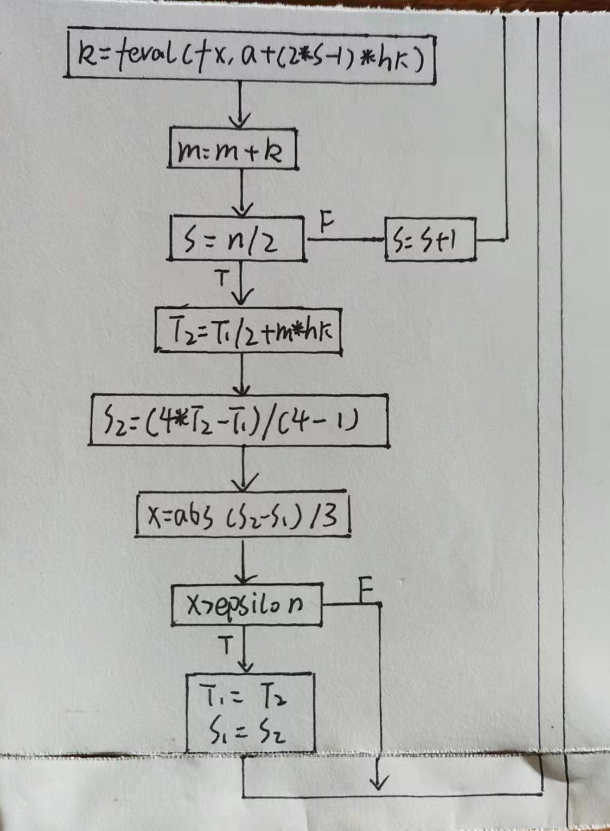 k=feval(fx, a+(2*s-1)*hk)
m=m+k
s=n/2
F
s=s+1
T
T₂=T₁/2+m*hk
S₂=(4*T₂-T₁)/(4-1)
x=abs(S₂-S₁)/3
x>epsilon
F
T
T₁=T₂
S₁=S₂